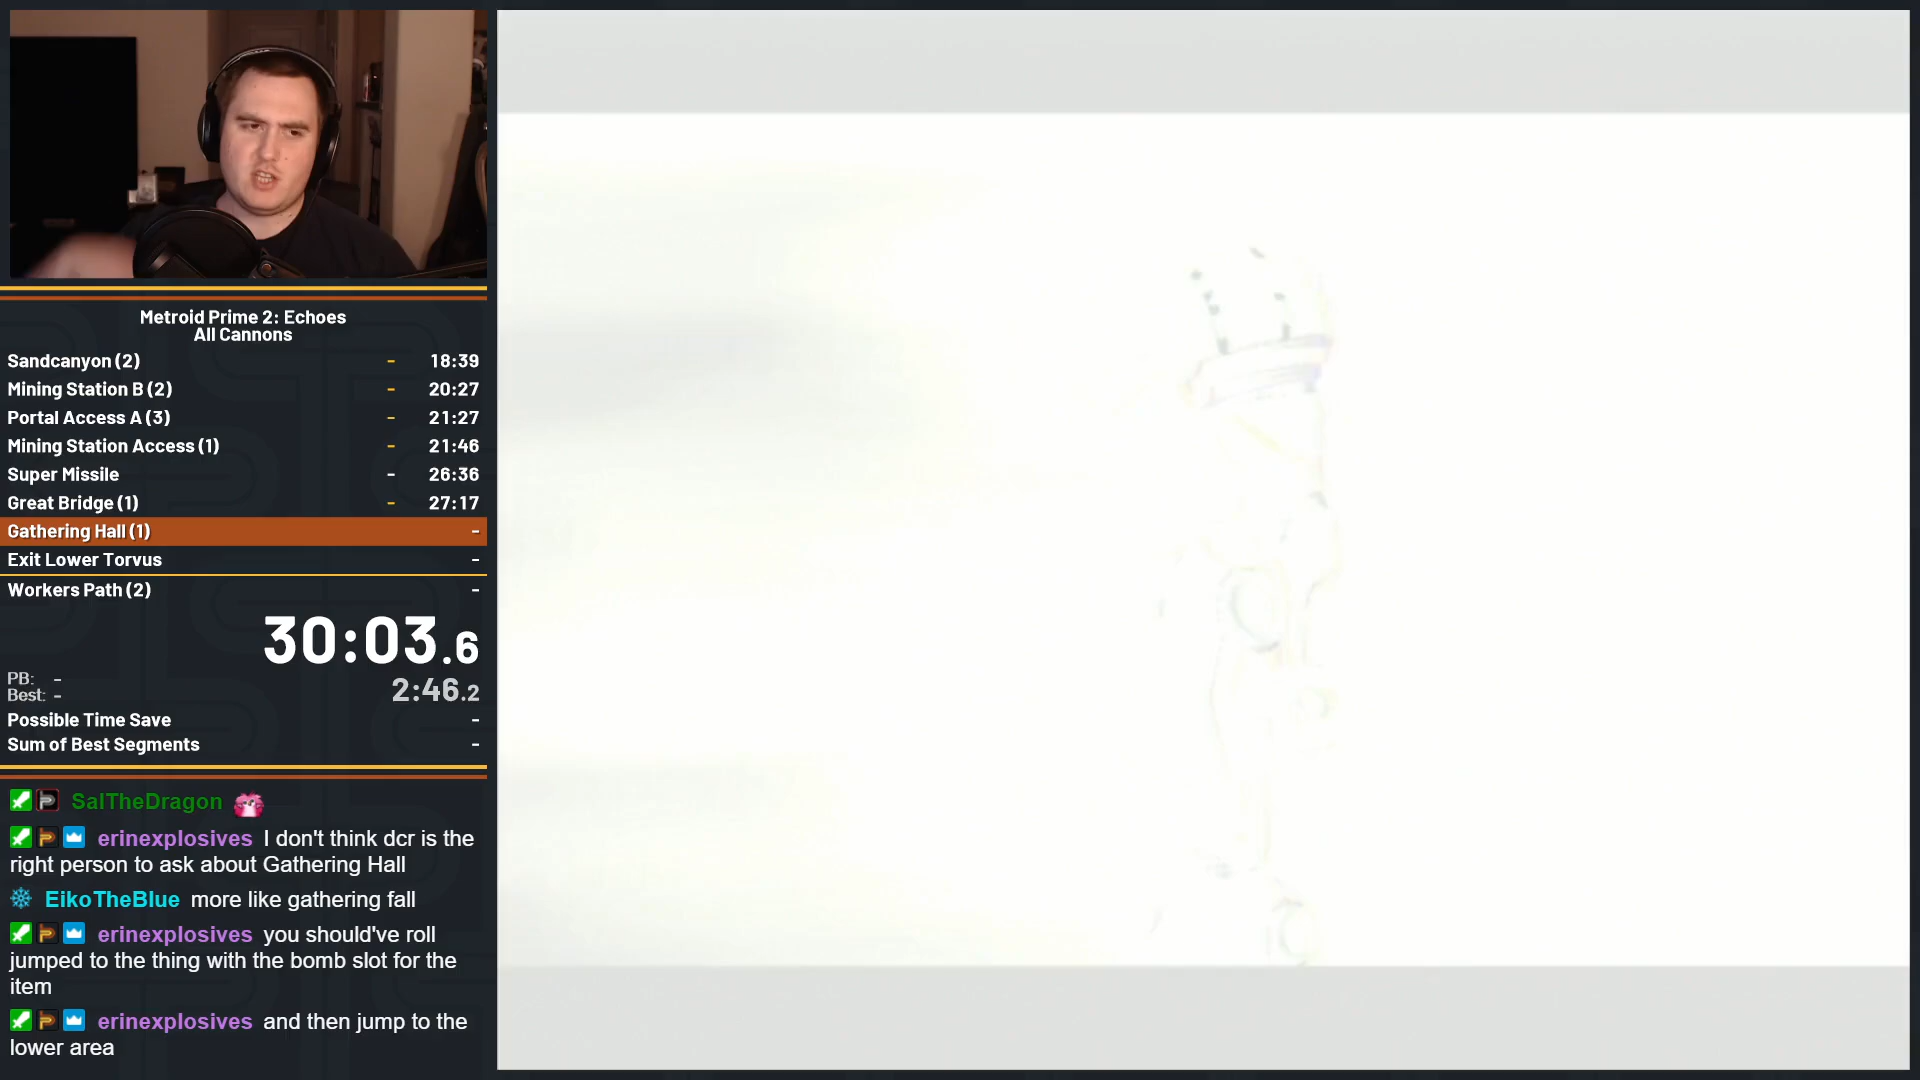 Metroid Prime 2: Echoes
All Cannons
Sandcanyon (2) - 18:39
Mining Station B (2) - 20:27
Portal Access A (3) - 21:27
Mining Station Access (1) - 21:46
Super Missile - 26:36
Great Bridge (1) - 27:17
Gathering Hall (1) -
Exit Lower Torvus -
Workers Path (2) -
30:03.6
PB: -
2:46.2
Best: -
Possible Time Save -
Sum of Best Segments -
SalTheDragon
erinexplosives I don't think dcr is the
right person to ask about Gathering Hall
EikoTheBlue more like gathering fall
erinexplosives you should've roll
jumped to the thing with the bomb slot for the
item
erinexplosives and then jump to the
lower area